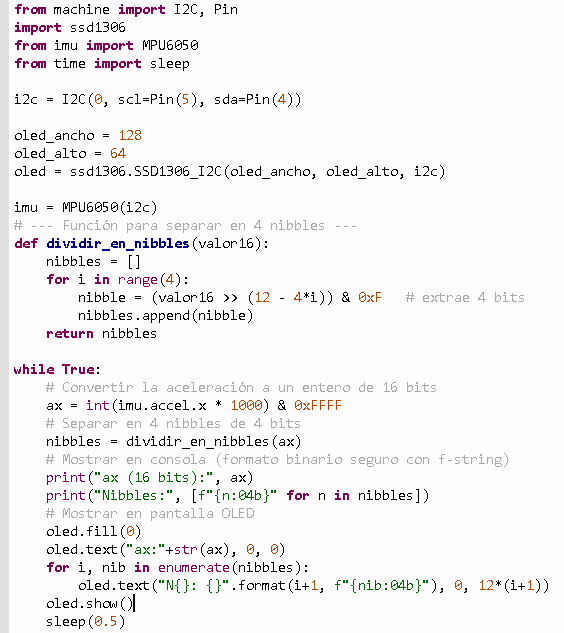 from machine import I2C, Pin
import ssd1306
from imu import MPU6050
from time import sleep

i2c = I2C(0, scl=Pin(5), sda=Pin(4))

oled_ancho = 128
oled_alto = 64
oled = ssd1306.SSD1306_I2C(oled_ancho, oled_alto, i2c)

imu = MPU6050(i2c)
# --- Función para separar en 4 nibbles ---
def dividir_en_nibbles(valor16):
    nibbles = []
    for i in range(4):
        nibble = (valor16 >> (12 - 4*i)) & 0xF   # extrae 4 bits
        nibbles.append(nibble)
    return nibbles

while True:
    # Convertir la aceleración a un entero de 16 bits
    ax = int(imu.accel.x * 1000) & 0xFFFF
    # Separar en 4 nibbles de 4 bits
    nibbles = dividir_en_nibbles(ax)
    # Mostrar en consola (formato binario seguro con f-string)
    print("ax (16 bits):", ax)
    print("Nibbles:", [f"{n:04b}" for n in nibbles])
    # Mostrar en pantalla OLED
    oled.fill(0)
    oled.text("ax:"+str(ax), 0, 0)
    for i, nib in enumerate(nibbles):
        oled.text("N{}: {}".format(i+1, f"{nib:04b}"), 0, 12*(i+1))
    oled.show()
    sleep(0.5)